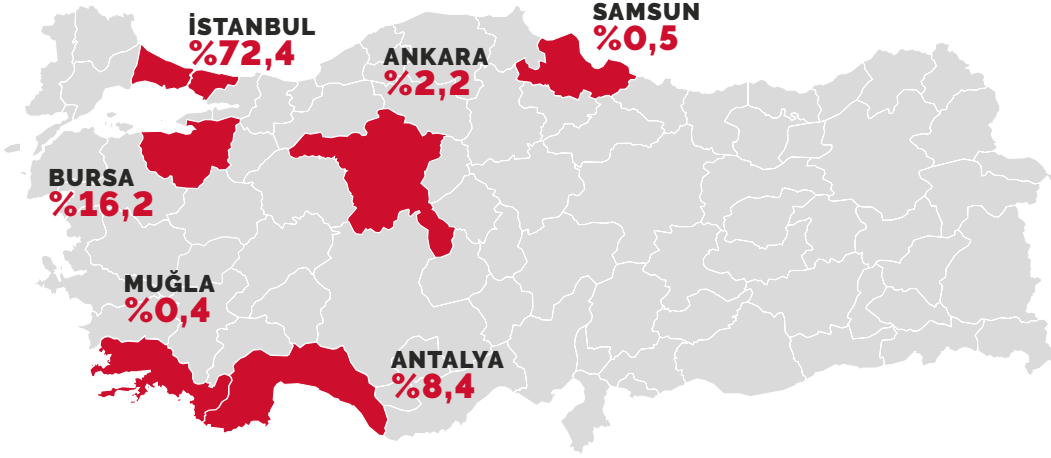 İSTANBUL
%72,4
SAMSUN
%0,5
ANKARA
%2,2
BURSA
%16,2
MUĞLA
%0,4
ANTALYA
%8,4